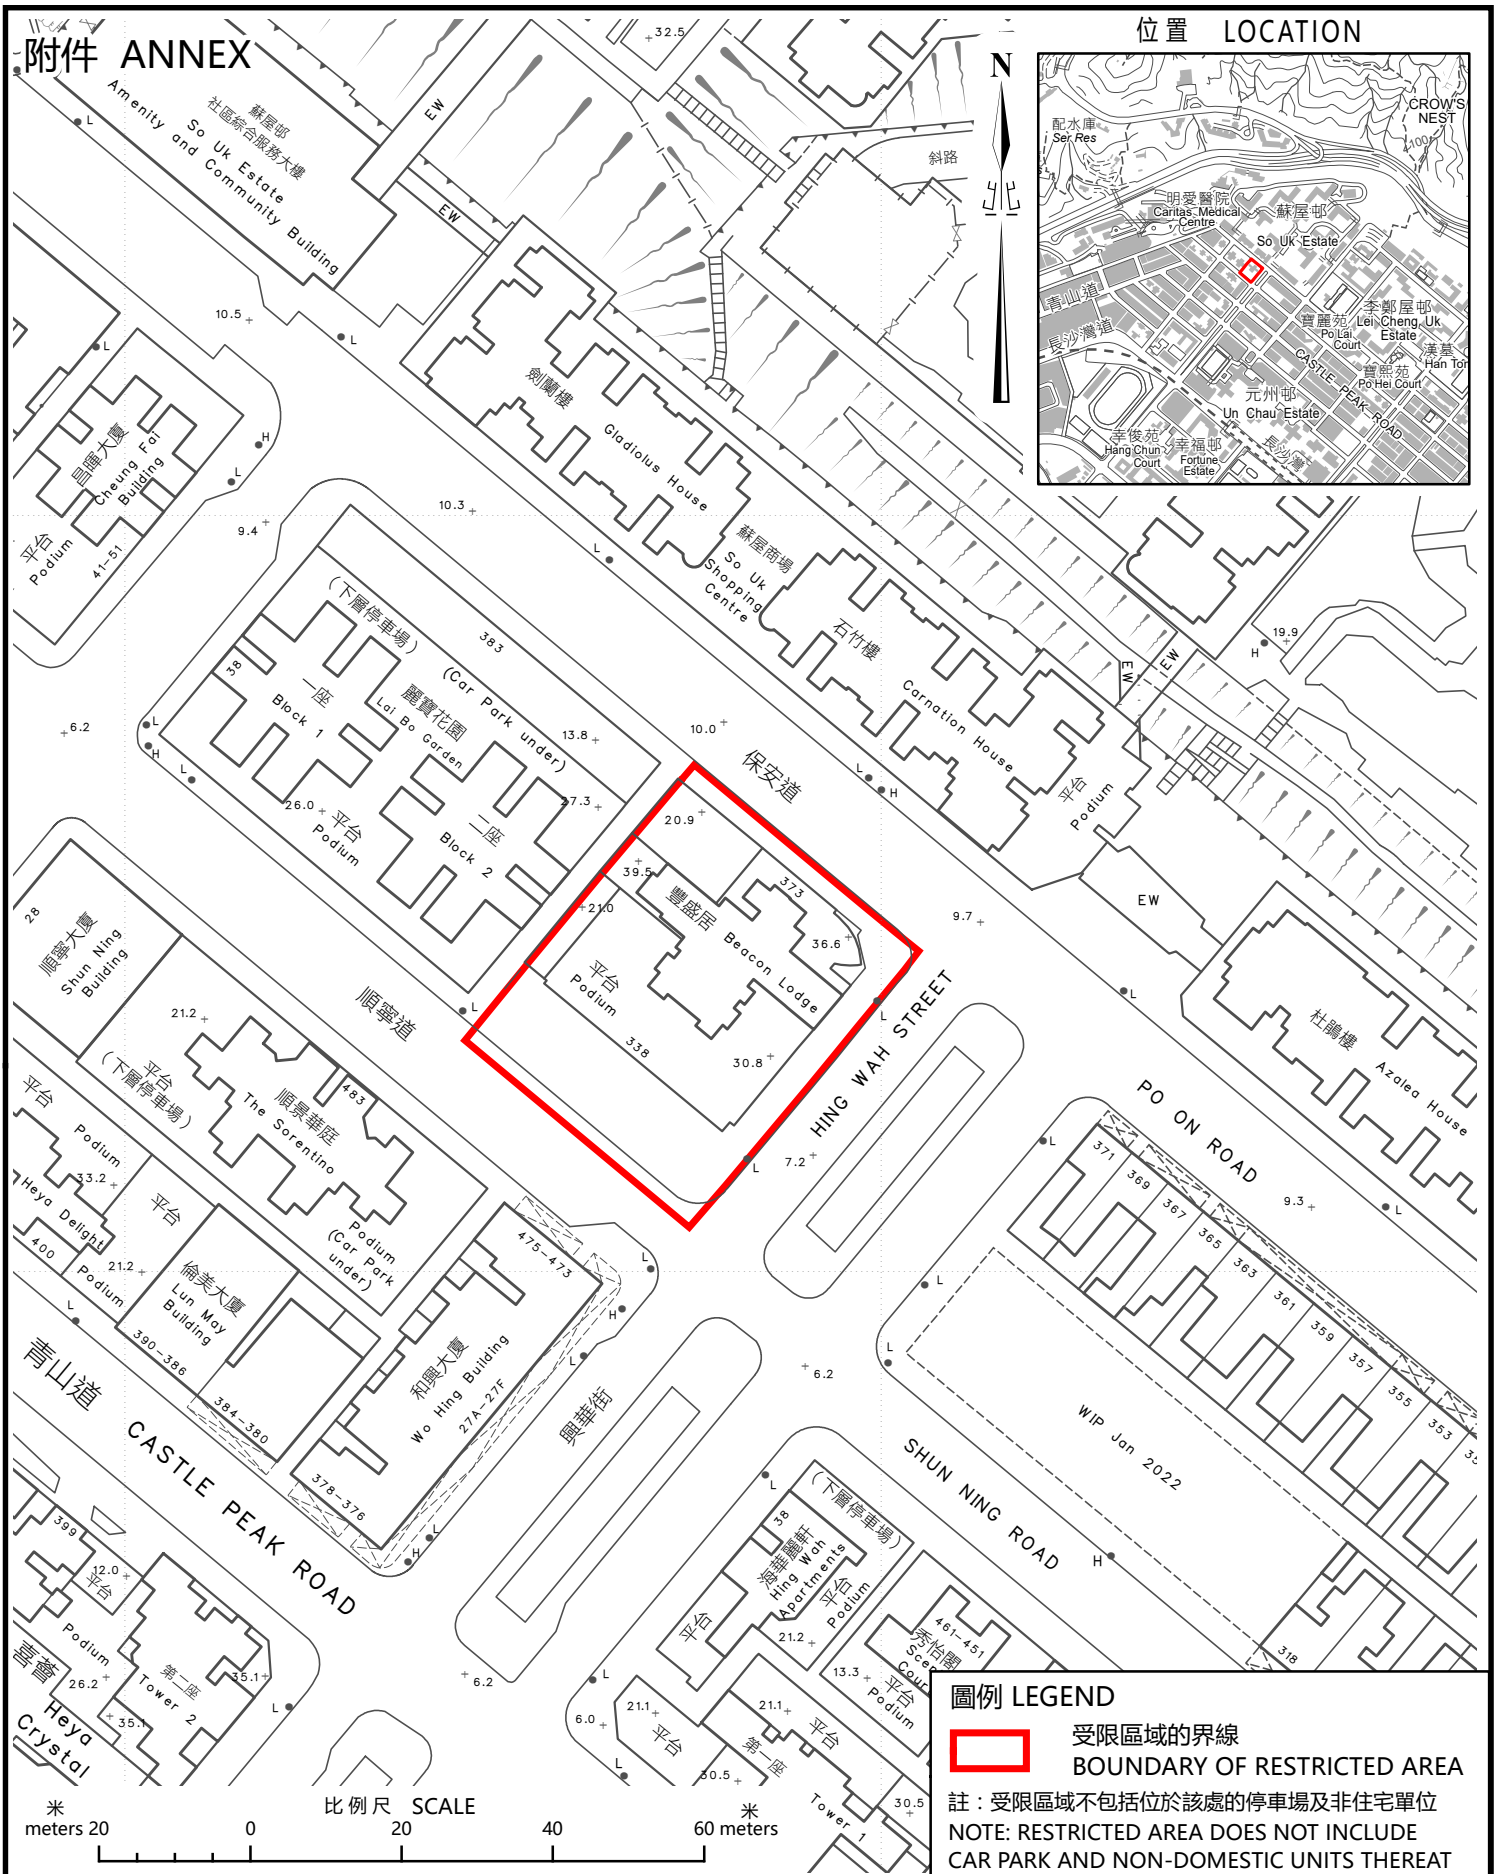 附件 ANNEX
位置 LOCATION
配水庫
Ser Res
CROW'S
NEST
100
明愛醫院
Caritas Medical
Centre
蘇屋邨
So Uk Estate
青山道
長沙灣道
李鄭屋邨
Lei Cheng Uk
Estate
寶麗苑
Po Lai
Court
漢墓
Han Tom
寶熙苑
Po Hei Court
CASTLE PEAK ROAD
元州邨
Un Chau Estate
幸俊苑
Hang Chun
Court
幸福邨
Fortune
Estate
長沙灣
N
北
32.5
L
蘇屋邨
社區綜合服務大樓
So Uk Estate
Amenity and Community Building
EW
EW
斜路
10.5
L
L
劍蘭樓
Gladiolus House
昌暉大廈
Cheung Fai
Building
H
L
平台
Podium
41-51
9.4
10.3
L
蘇屋商場
So Uk
Shopping
Centre
石竹樓
Carnation House
EW
EW
19.9
H
(下層停車場)
(Car Park under)
383
38
一座
Block 1
麗寶花園
Lai Bo Garden
13.8
6.2
L
H
L
10.0
保安道
L
H
平台
Podium
26.0
平台
Podium
27.3
二座
Block 2
20.9
39.5
21.0
373
豐盛居
Beacon Lodge
36.6
平台
Podium
338
30.8
9.7
EW
28
順寧大廈
Shun Ning
Building
順寧道
L
L
HING WAH STREET
L
杜鵑樓
Azalea House
21.2
平台
(下層停車場)
483
順景華庭
The Sorentino
Podium
(Car Park
under)
平台
Podium
33.2
Heya Delight
400
Podium
平台
21.2
L
7.2
L
PO ON ROAD
L
371
369
367
365
363
361
359
357
355
353
9.3
L
475-473
L
H
L
倫美大廈
Lun May
Building
390-386
384-380
和興大廈
Wo Hing Building
27A-27F
378-376
青山道
CASTLE PEAK ROAD
L
H
興華街
6.2
L
L
WIP Jan 2022
SHUN NING ROAD
H
L
(下層停車場)
38
海華麗軒
Hing Wah
Apartments
平台
Podium
平台
21.2
461-451
秀怡閣
13.3
平台
Podium
318
399
12.0
平台
Podium
26.2
喜薈
Heya
Crystal
35.1
第二座
Tower 2
35.1
L
6.2
L
6.0
21.1
平台
L
21.1
平台
第一座
Tower 1
30.5
30.5
圖例 LEGEND
受限區域的界線
BOUNDARY OF RESTRICTED AREA
註：受限區域不包括位於該處的停車場及非住宅單位
NOTE: RESTRICTED AREA DOES NOT INCLUDE
CAR PARK AND NON-DOMESTIC UNITS THEREAT
比例尺 SCALE
米
meters 20 0 20 40 60 meters
米